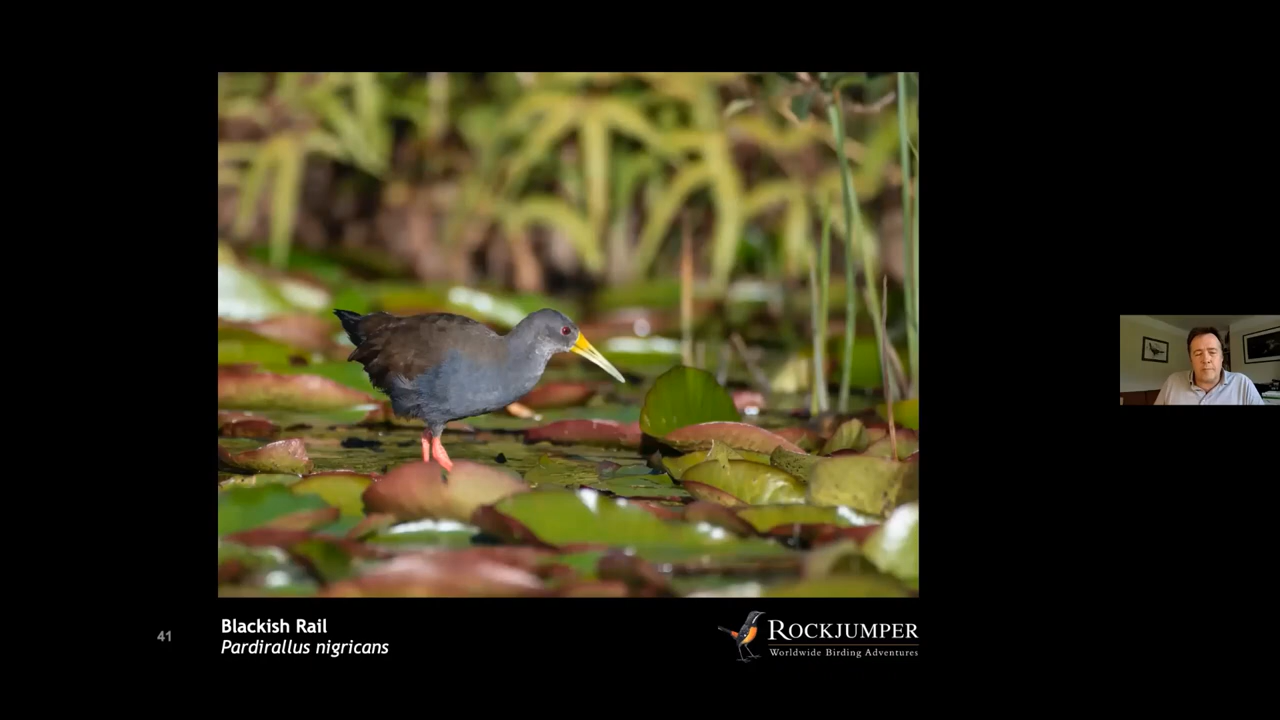 41
Blackish Rail
Pardirallus nigricans
ROCKJUMPER
Worldwide Birding Adventures